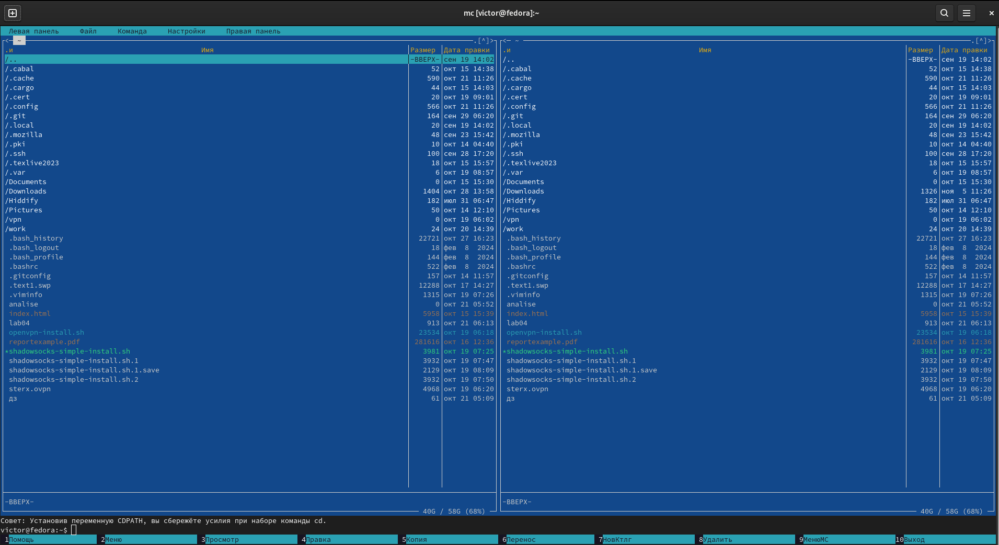 mc [victor@fedora]:~
Левая панель Файл Команда Настройки Правая панель
<─ ~ .[^]> <─ ~ .[^]>
.и Имя Размер Дата правки .и Имя Размер Дата правки
/.. -ВВЕРХ- сен 19 14:02 /.. -ВВЕРХ- сен 19 14:02
/.cabal 52 окт 15 14:38 /.cabal 52 окт 15 14:38
/.cache 590 окт 21 11:26 /.cache 590 окт 21 11:26
/.cargo 44 окт 15 14:03 /.cargo 44 окт 15 14:03
/.cert 20 окт 19 09:01 /.cert 20 окт 19 09:01
/.config 566 окт 21 11:26 /.config 566 окт 21 11:26
/.git 164 сен 29 06:20 /.git 164 сен 29 06:20
/.local 20 сен 19 14:02 /.local 20 сен 19 14:02
/.mozilla 48 сен 23 15:42 /.mozilla 48 сен 23 15:42
/.pki 10 окт 14 04:40 /.pki 10 окт 14 04:40
/.ssh 100 сен 28 17:20 /.ssh 100 сен 28 17:20
/.texlive2023 18 окт 15 15:57 /.texlive2023 18 окт 15 15:57
/.var 6 окт 19 08:57 /.var 6 окт 19 08:57
/Documents 0 окт 15 15:30 /Documents 0 окт 15 15:30
/Downloads 1404 окт 28 13:58 /Downloads 1326 ноя 5 11:26
/Hiddify 182 июл 31 06:47 /Hiddify 182 июл 31 06:47
/Pictures 50 окт 14 12:10 /Pictures 50 окт 14 12:10
/vpn 0 окт 19 06:02 /vpn 0 окт 19 06:02
/work 24 окт 20 14:39 /work 24 окт 20 14:39
.bash_history 22721 окт 27 16:23 .bash_history 22721 окт 27 16:23
.bash_logout 18 фев 8 2024 .bash_logout 18 фев 8 2024
.bash_profile 144 фев 8 2024 .bash_profile 144 фев 8 2024
.bashrc 522 фев 8 2024 .bashrc 522 фев 8 2024
.gitconfig 157 окт 14 11:57 .gitconfig 157 окт 14 11:57
.text1.swp 12288 окт 17 14:27 .text1.swp 12288 окт 17 14:27
.viminfo 1315 окт 19 07:26 .viminfo 1315 окт 19 07:26
analise 0 окт 21 05:52 analise 0 окт 21 05:52
index.html 5958 окт 15 15:39 index.html 5958 окт 15 15:39
lab04 913 окт 21 06:13 lab04 913 окт 21 06:13
openvpn-install.sh 23534 окт 19 06:18 openvpn-install.sh 23534 окт 19 06:18
reportexample.pdf 281616 окт 16 12:36 reportexample.pdf 281616 окт 16 12:36
*shadowsocks-simple-install.sh 3981 окт 19 07:25 *shadowsocks-simple-install.sh 3981 окт 19 07:25
shadowsocks-simple-install.sh.1 3932 окт 19 07:47 shadowsocks-simple-install.sh.1 3932 окт 19 07:47
shadowsocks-simple-install.sh.1.save 2129 окт 19 08:09 shadowsocks-simple-install.sh.1.save 2129 окт 19 08:09
shadowsocks-simple-install.sh.2 3932 окт 19 07:50 shadowsocks-simple-install.sh.2 3932 окт 19 07:50
sterx.ovpn 4968 окт 19 06:20 sterx.ovpn 4968 окт 19 06:20
дз 61 окт 21 05:09 дз 61 окт 21 05:09
-ВВЕРХ- -ВВЕРХ-
40G / 58G (68%) 40G / 58G (68%)
Совет: Установив переменную CDPATH, вы сбережёте усилия при наборе команды cd.
victor@fedora:~$
1Помощь 2Меню 3Просмотр 4Правка 5Копия 6Перенос 7НовКтлг 8Удалить 9МенюМС 10Выход